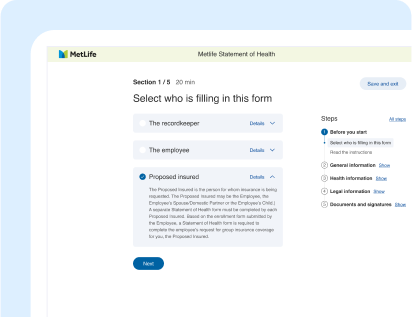 MetLife
MetLife Statement of Health
Section 1 / 5 20 min
Save and exit
Select who is filling in this form
The recordkeeper Details
The employee Details
Proposed insured Details
The Proposed Insured is the person for whom insurance is being
requested. The Proposed Insured may be the Employee, the
Employee's Spouse/Domestic Partner or the Employee's Child.|
A separate Statement of Health form must be completed by each
Proposed Insured. Based on the enrollment form submitted by
the Employee, a Statement of Health form is required to
complete the employee's request for group insurance coverage
for you, the Proposed Insured.
Next
Steps All steps
1 Before you start
Select who is filling in this form
Read the instructions
2 General information Show
3 Health information Show
4 Legal information Show
5 Documents and signatures Show